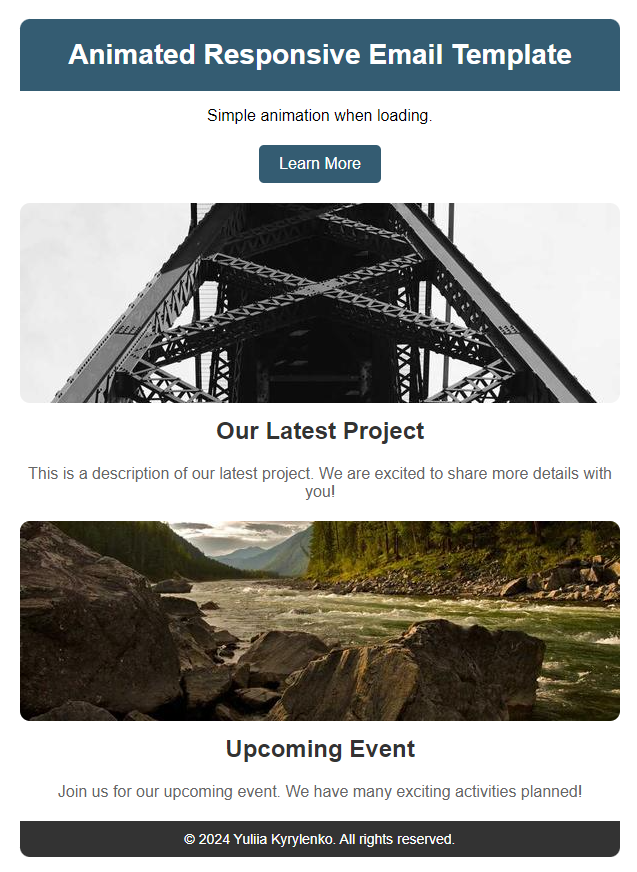 Animated Responsive Email Template
Simple animation when loading.
Learn More
Our Latest Project
This is a description of our latest project. We are excited to share more details with
you!
Upcoming Event
Join us for our upcoming event. We have many exciting activities planned!
© 2024 Yuliia Kyrylenko. All rights reserved.